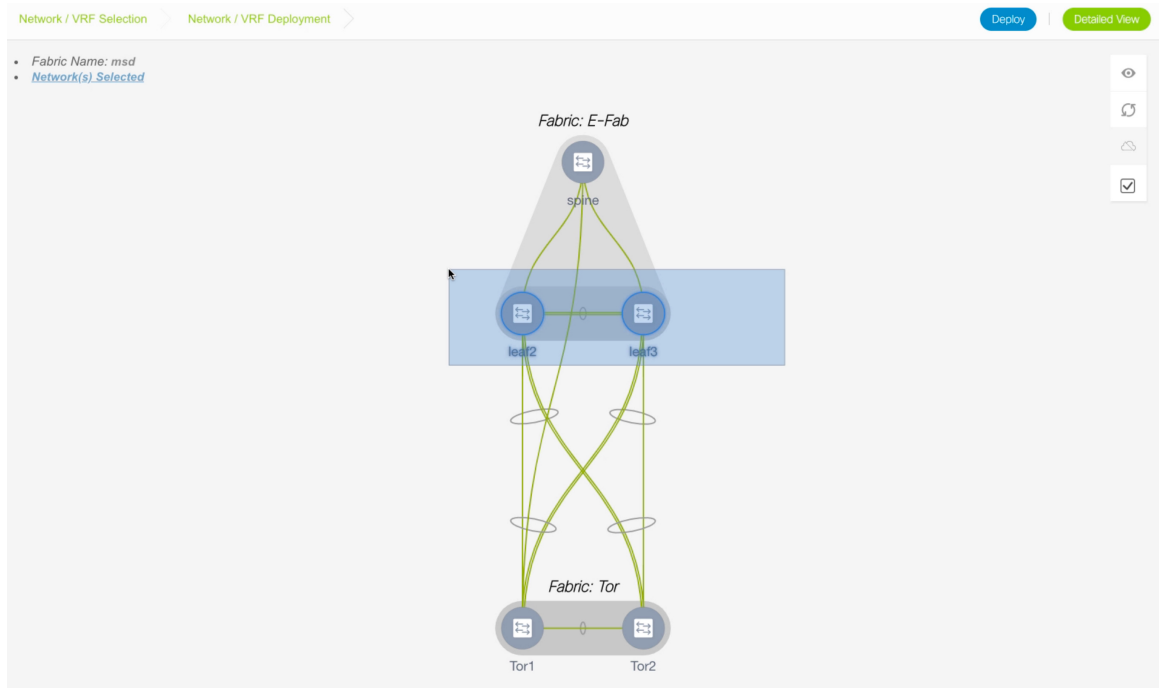 Network / VRF Selection Network / VRF Deployment Deploy Detailed View
Fabric Name: msd
Network(s) Selected
Fabric: E-Fab
spine
leaf2 leaf3
Fabric: Tor
Tor1 Tor2